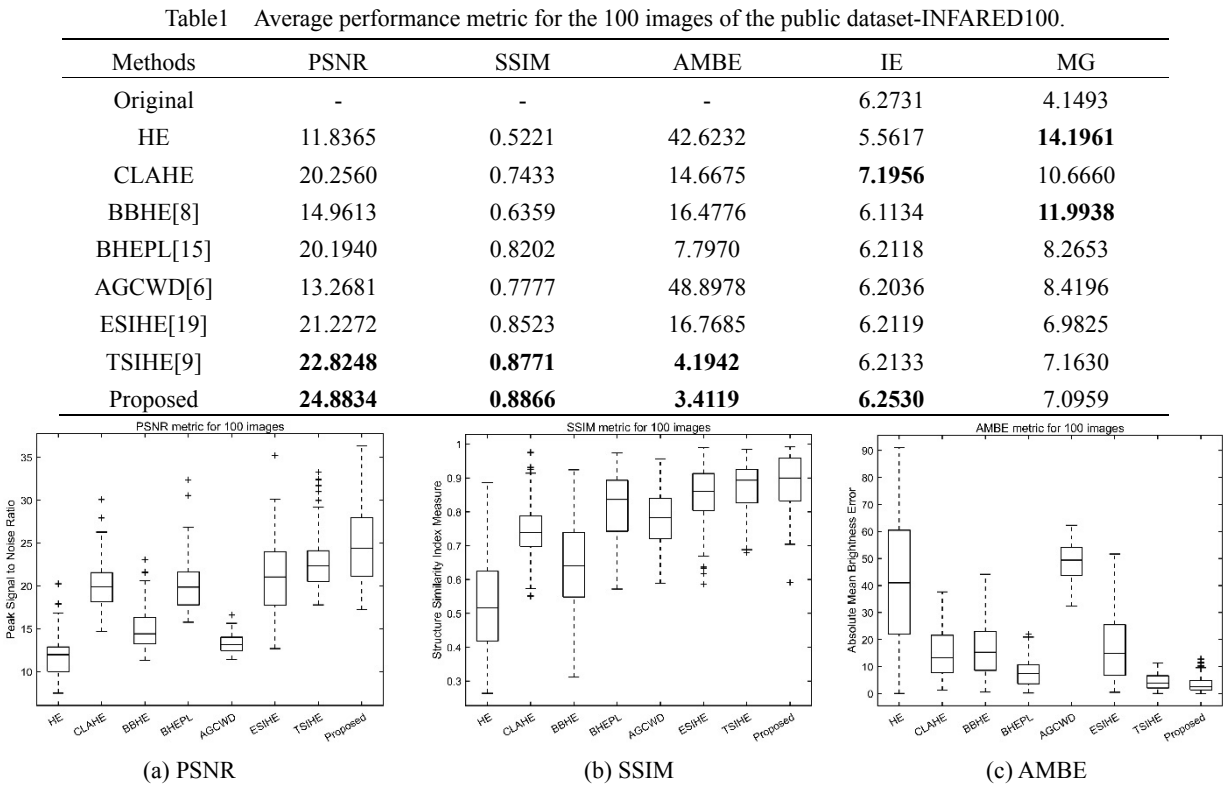 Table1 Average performance metric for the 100 images of the public dataset-INFARED100.
Methods PSNR SSIM AMBE IE MG
Original - - - 6.2731 4.1493
HE 11.8365 0.5221 42.6232 5.5617 14.1961
CLAHE 20.2560 0.7433 14.6675 7.1956 10.6660
BBHE[8] 14.9613 0.6359 16.4776 6.1134 11.9938
BHEPL[15] 20.1940 0.8202 7.7970 6.2118 8.2653
AGCWD[6] 13.2681 0.7777 48.8978 6.2036 8.4196
ESIHE[19] 21.2272 0.8523 16.7685 6.2119 6.9825
TSIHE[9] 22.8248 0.8771 4.1942 6.2133 7.1630
Proposed 24.8834 0.8866 3.4119 6.2530 7.0959
PSNR metric for 100 images
Peak Signal to Noise Ratio
35
30
25
20
15
10
HE CLAHE BBHE BHEPL AGCWD ESIHE TSIHE Proposed
(a) PSNR
SSIM metric for 100 images
Structure Similarity Index Measure
1
0.9
0.8
0.7
0.6
0.5
0.4
0.3
HE CLAHE BBHE BHEPL AGCWD ESIHE TSIHE Proposed
(b) SSIM
AMBE metric for 100 images
Absolute Mean Brightness Error
90
80
70
60
50
40
30
20
10
0
HE CLAHE BBHE BHEPL AGCWD ESIHE TSIHE Proposed
(c) AMBE